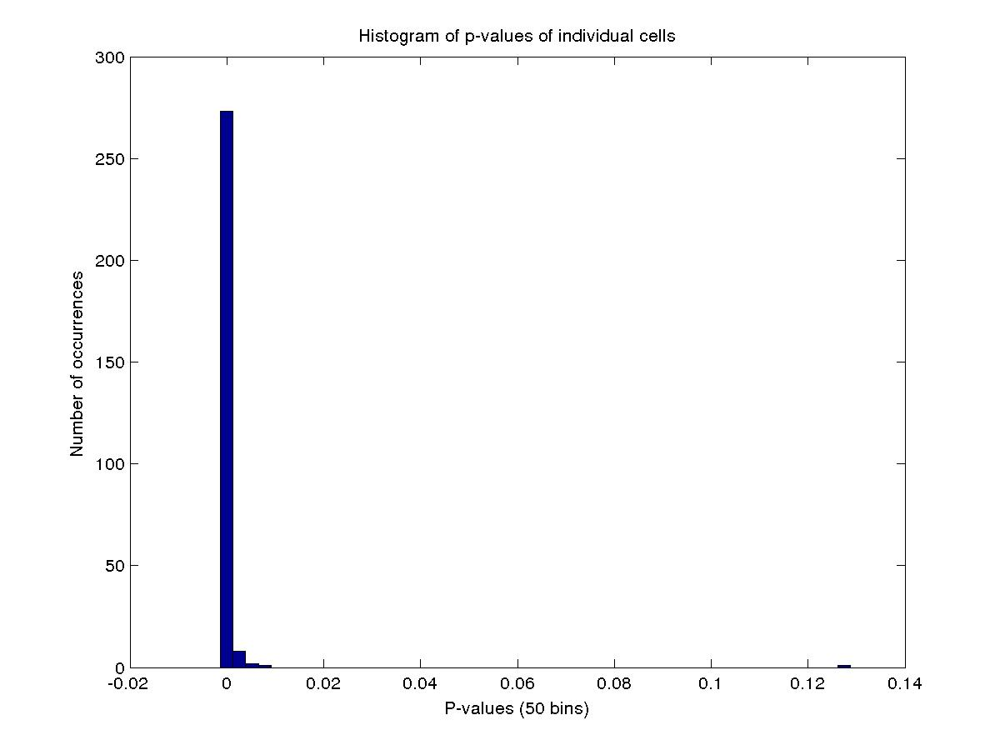 Histogram of p-values of individual cells
300
250
200
150
100
50
0
Number of occurrences
-0.02 0 0.02 0.04 0.06 0.08 0.1 0.12 0.14
P-values (50 bins)